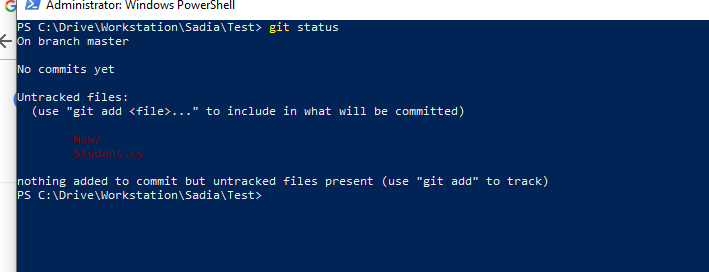 Administrator: Windows PowerShell
PS C:\Drive\Workstation\Sadia\Test> git status
On branch master
No commits yet
Untracked files:
(use "git add <file>..." to include in what will be committed)
New/
Student.cs
nothing added to commit but untracked files present (use "git add" to track)
PS C:\Drive\Workstation\Sadia\Test>